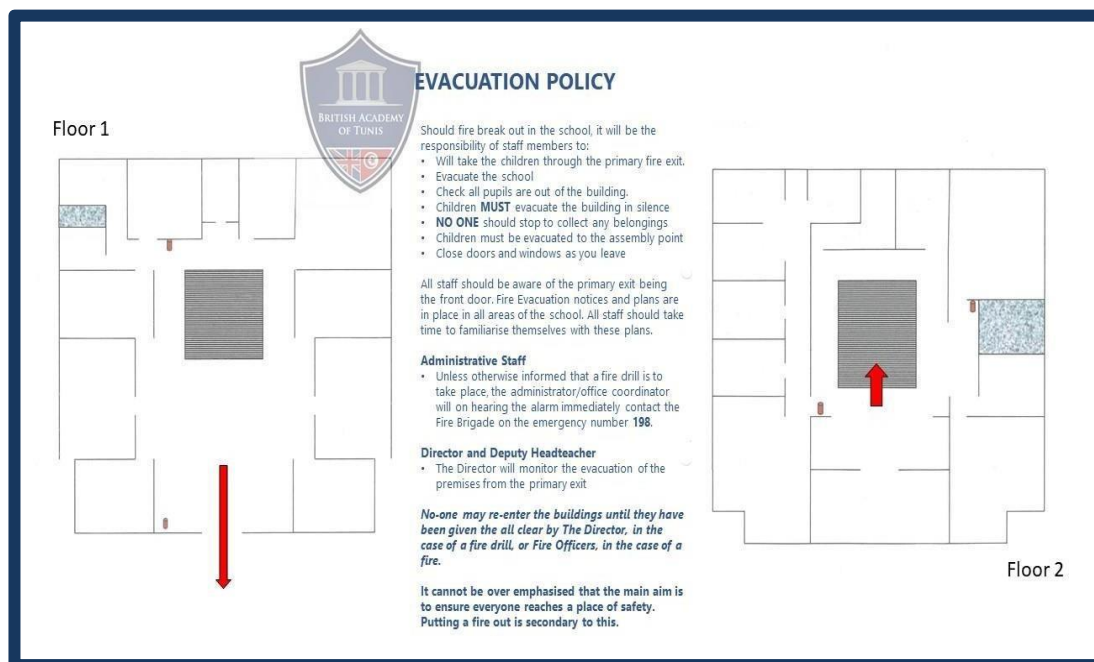 BRITISH ACADEMY
OF TUNIS
EVACUATION POLICY
Floor 1
Should fire break out in the school, it will be the
responsibility of staff members to:
• Will take the children through the primary fire exit.
• Evacuate the school
• Check all pupils are out of the building.
• Children MUST evacuate the building in silence
• NO ONE should stop to collect any belongings
• Children must be evacuated to the assembly point
• Close doors and windows as you leave
All staff should be aware of the primary exit being
the front door. Fire Evacuation notices and plans are
in place in all areas of the school. All staff should take
time to familiarise themselves with these plans.
Administrative Staff
• Unless otherwise informed that a fire drill is to
take place, the administrator/office coordinator
will on hearing the alarm immediately contact the
Fire Brigade on the emergency number 198.
Director and Deputy Headteacher
• The Director will monitor the evacuation of the
premises from the primary exit
No-one may re-enter the buildings until they have
been given the all clear by The Director, in the
case of a fire drill, or Fire Officers, in the case of a
fire.
It cannot be over emphasised that the main aim is
to ensure everyone reaches a place of safety.
Putting a fire out is secondary to this.
Floor 2